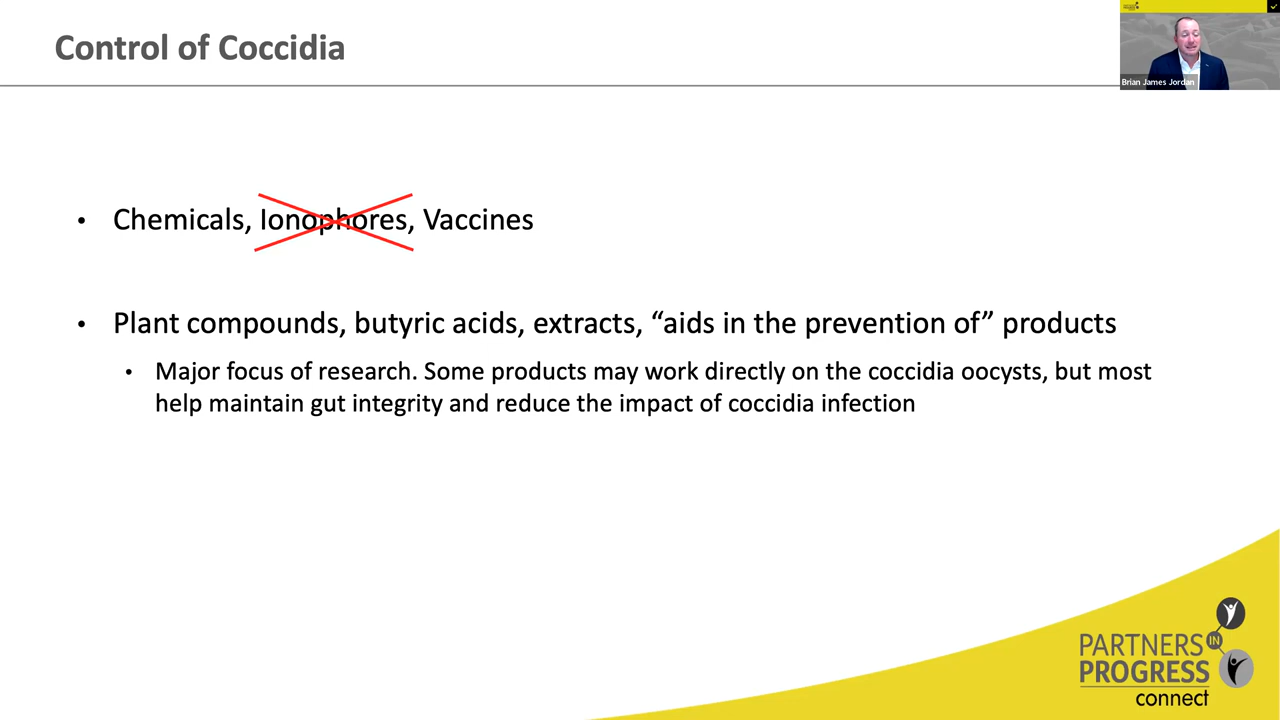 Control of Coccidia
Brian James Jordan
• Chemicals, Ionophores, Vaccines
• Plant compounds, butyric acids, extracts, “aids in the prevention of” products
• Major focus of research. Some products may work directly on the coccidia oocysts, but most
help maintain gut integrity and reduce the impact of coccidia infection
PARTNERS
IN
PROGRESS
connect